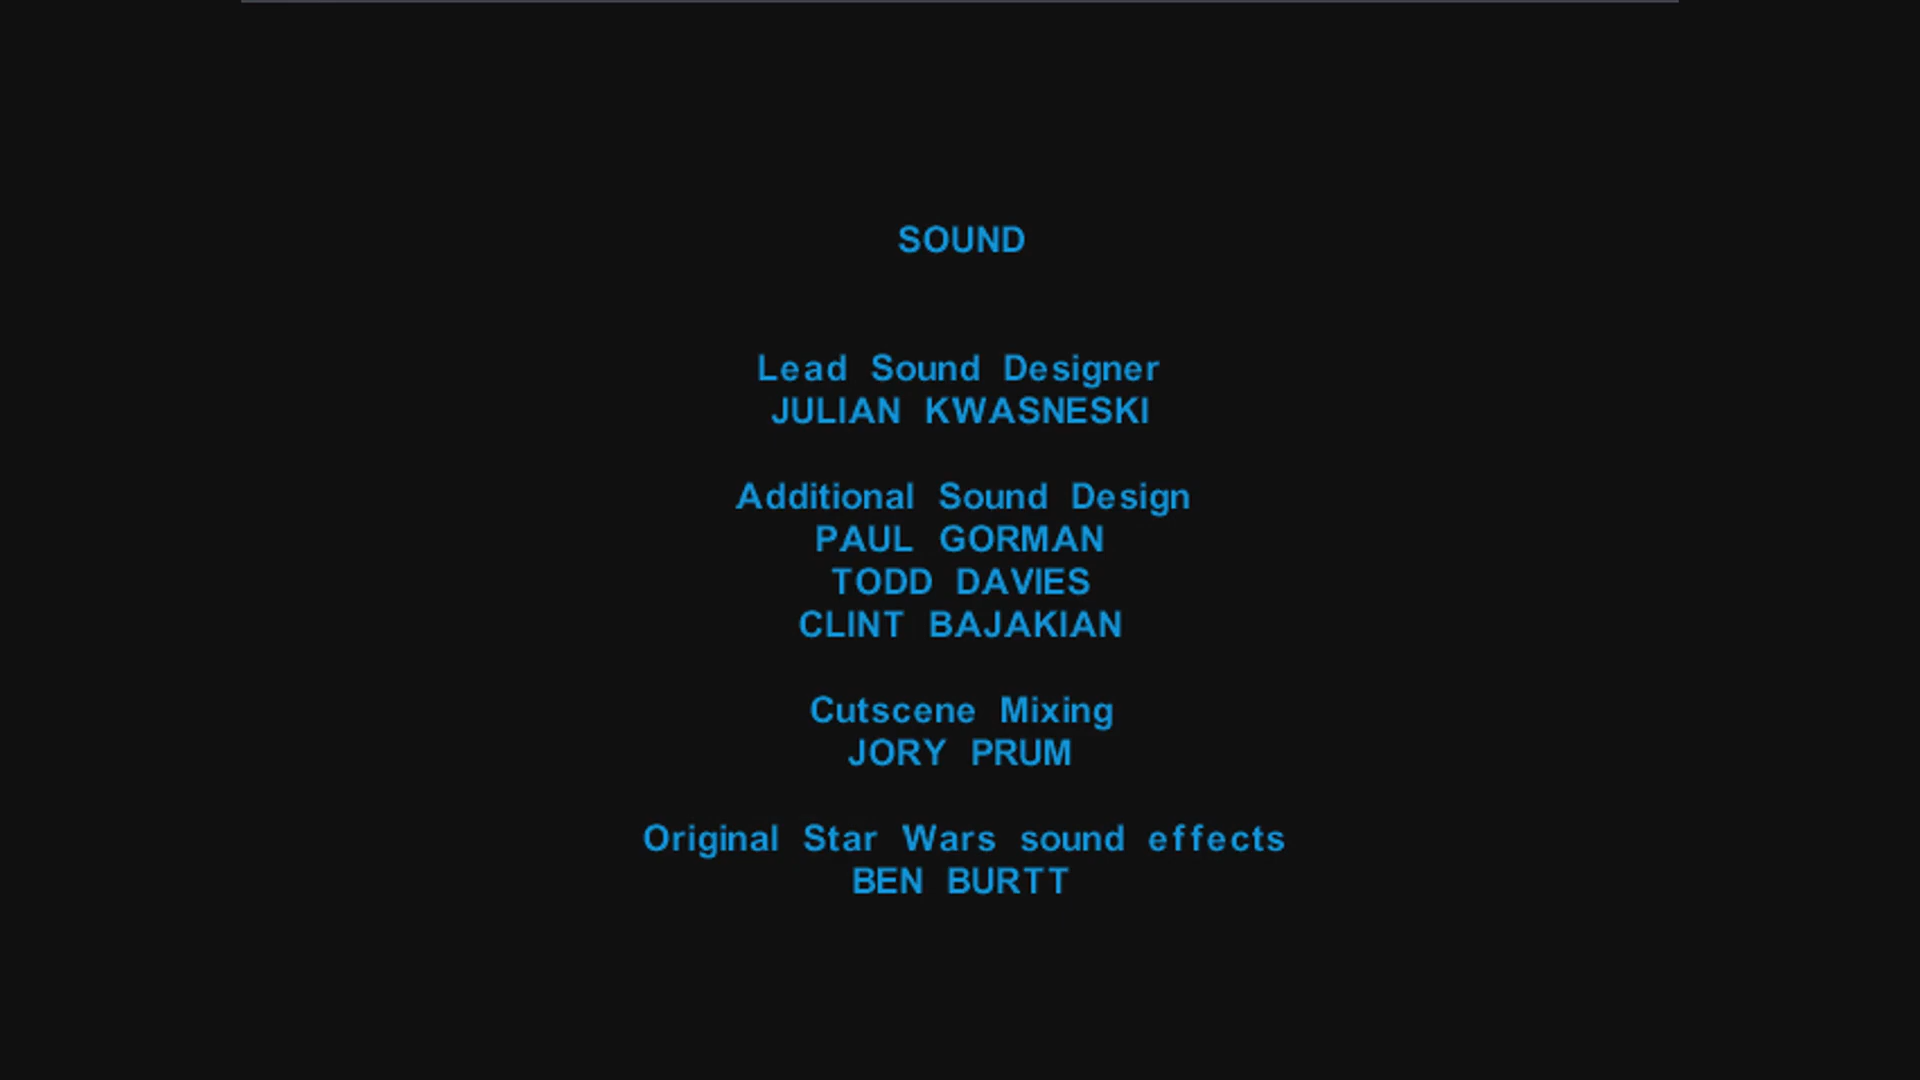 SOUND
Lead Sound Designer
JULIAN KWASNESKI
Additional Sound Design
PAUL GORMAN
TODD DAVIES
CLINT BAJAKIAN
Cutscene Mixing
JORY PRUM
Original Star Wars sound effects
BEN BURTT